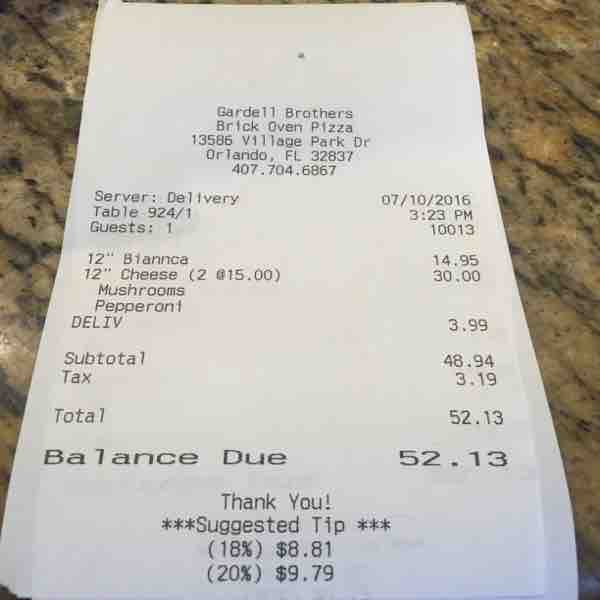 Gardell Brothers
Brick Oven Pizza
13586 Village Park Dr
Orlando, FL 32837
407.704.6867
Server: Delivery 07/10/2016
Table 924/1 3:23 PM
Guests: 1 10013
12" Biannca 14.95
12" Cheese (2 @15.00) 30.00
Mushrooms
Pepperoni
DELIV 3.99
Subtotal 48.94
Tax 3.19
Total 52.13
Balance Due 52.13
Thank You!
***Suggested Tip ***
(18%) $8.81
(20%) $9.79